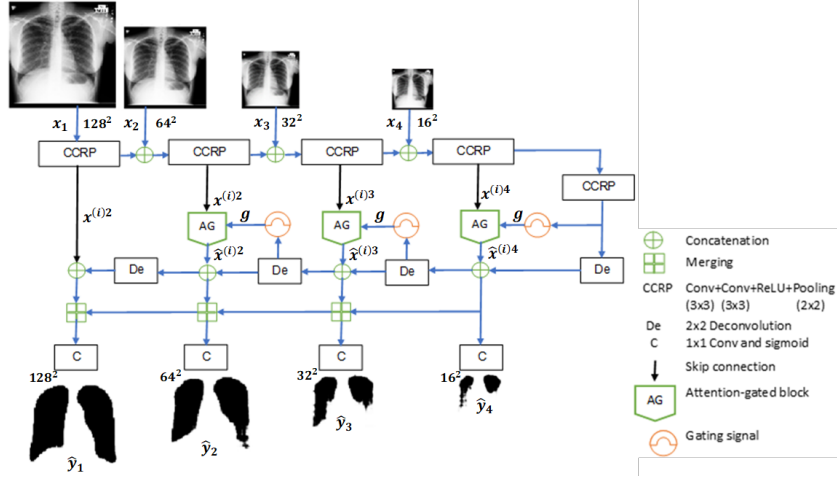 x₁ 128² x₂ 64² x₃ 32² x₄ 16²
CCRP CCRP CCRP CCRP
CCRP
x⁽ⁱ⁾2 x⁽ⁱ⁾3 x⁽ⁱ⁾4
x⁽ⁱ⁾2 g g g
AG AG AG
x̂⁽ⁱ⁾2 x̂⁽ⁱ⁾3 x̂⁽ⁱ⁾4
De De De De
C C C C
128² 64² 32² 16²
ŷ₁ ŷ₂ ŷ₃ ŷ₄
Concatenation
Merging
CCRP Conv+Conv+ReLU+Pooling
(3x3) (3x3) (2x2)
De 2x2 Deconvolution
C 1x1 Conv and sigmoid
Skip connection
AG Attention-gated block
Gating signal